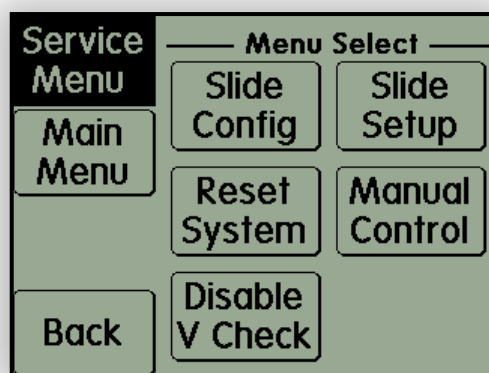 Service
Menu
Main
Menu
Back
Menu Select
Slide
Config
Slide
Setup
Reset
System
Manual
Control
Disable
V Check